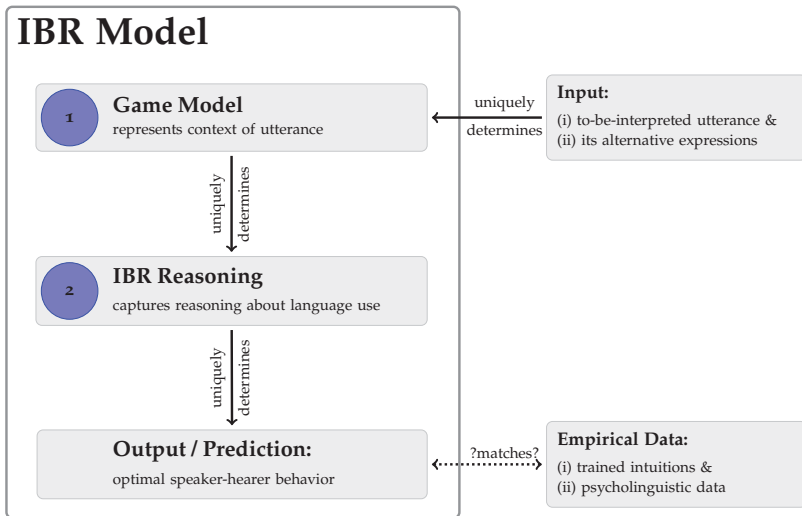 IBR Model
1
Game Model
represents context of utterance
uniquely
determines
Input:
(i) to-be-interpreted utterance &
(ii) its alternative expressions
uniquely
determines
2
IBR Reasoning
captures reasoning about language use
uniquely
determines
Output / Prediction:
optimal speaker-hearer behavior
?matches?
Empirical Data:
(i) trained intuitions &
(ii) psycholinguistic data